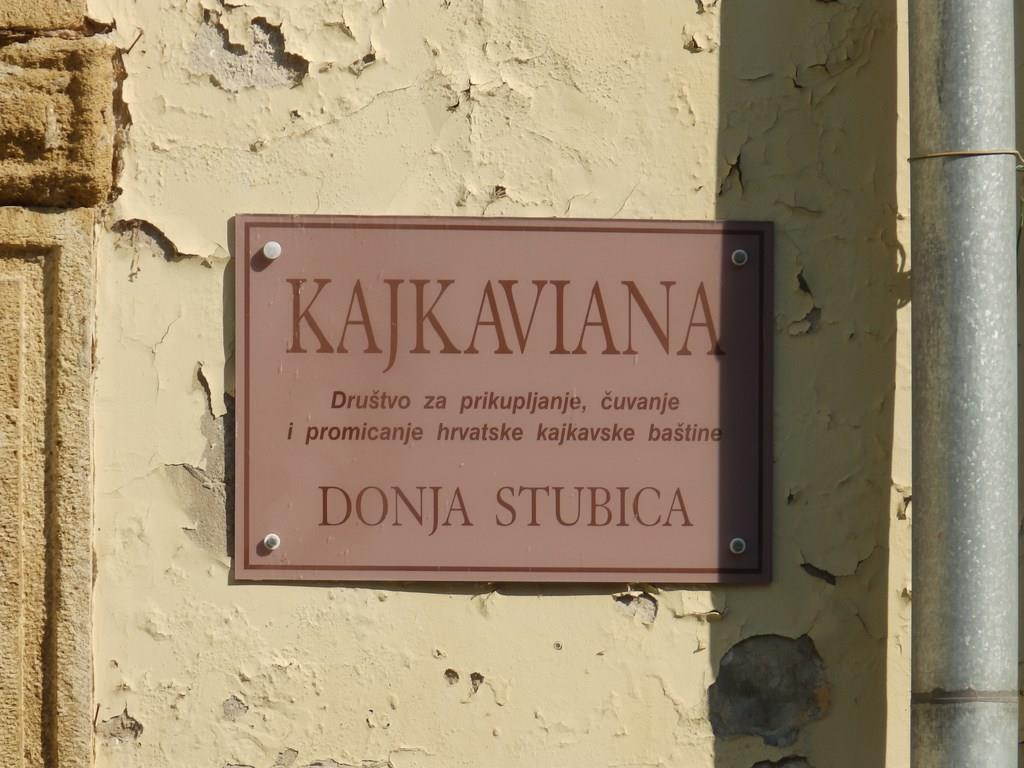 KAJKAVIANA
Društvo za prikupljanje, čuvanje
i promicanje hrvatske kajkavske baštine
DONJA STUBICA